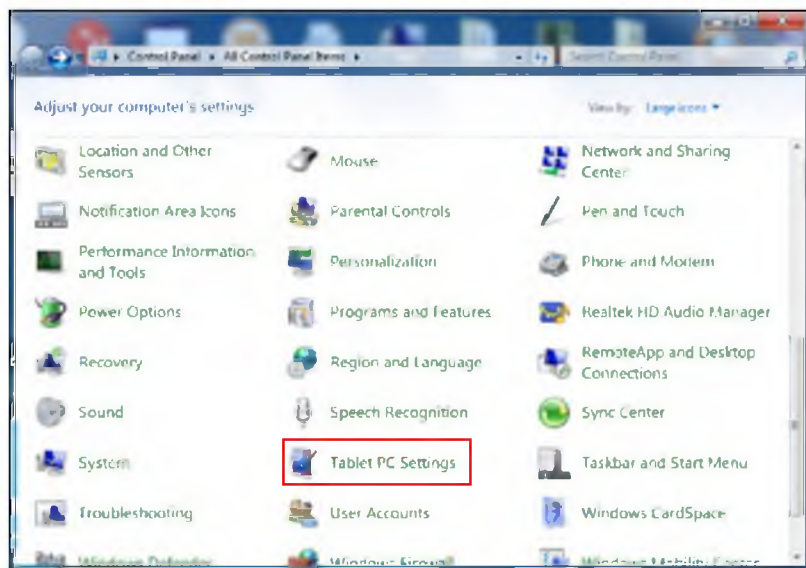 Control Panel ▸ All Control Panel Items ▸
Search Control Panel
Adjust your computer's settings
View by: Large icons
Location and Other
Sensors
Mouse
Network and Sharing
Center
Notification Area Icons
Parental Controls
Pen and Touch
Performance Information
and Tools
Personalization
Phone and Modem
Power Options
Programs and Features
Realtek HD Audio Manager
Recovery
Region and Language
RemoteApp and Desktop
Connections
Sound
Speech Recognition
Sync Center
System
Tablet PC Settings
Taskbar and Start Menu
Troubleshooting
User Accounts
Windows CardSpace
Windows Defender
Windows Firewall
Windows Mobility Center